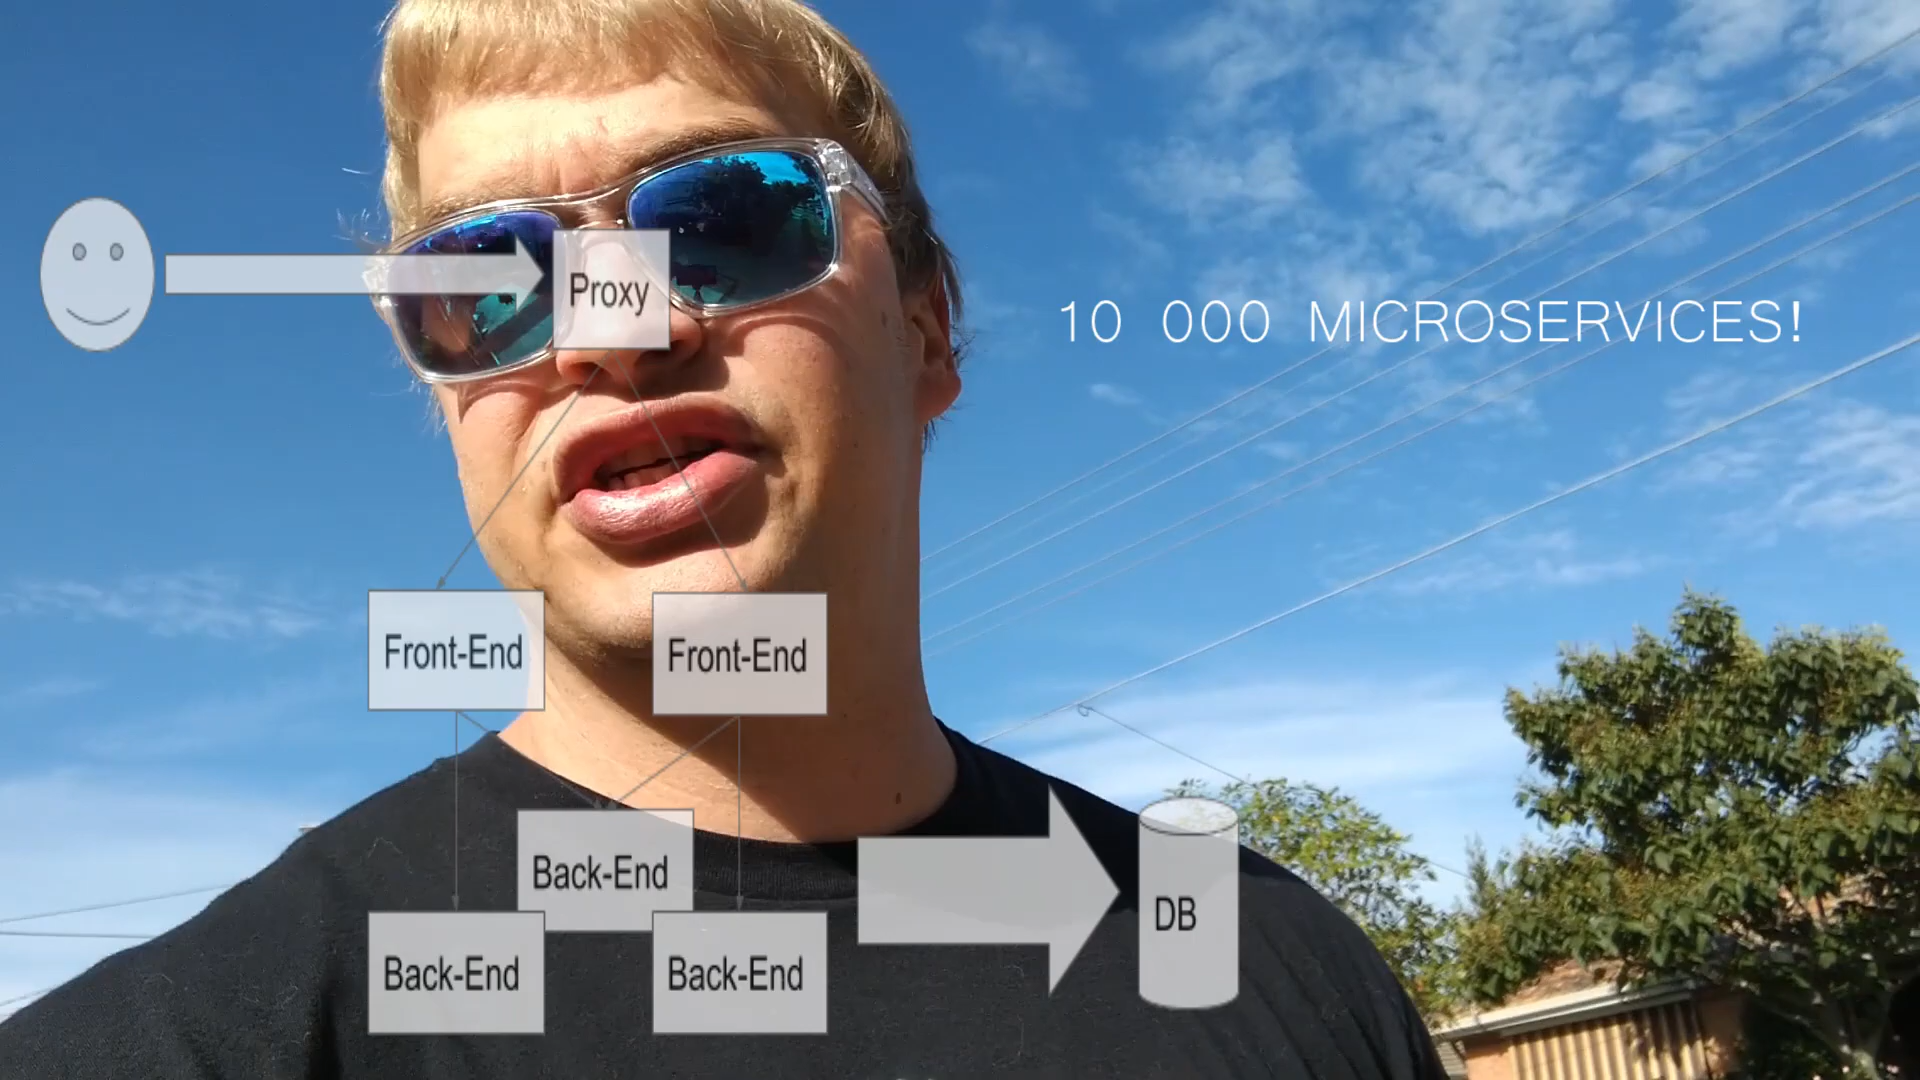 Proxy
10 000 MICROSERVICES!
Front-End
Front-End
Back-End
Back-End
Back-End
DB